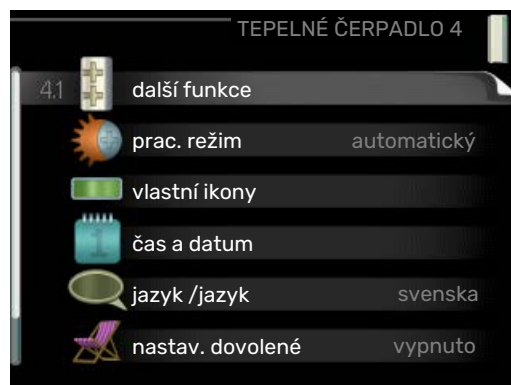 TEPELNÉ ČERPADLO 4
4.1 další funkce
prac. režim automatický
vlastní ikony
čas a datum
jazyk /jazyk svenska
nastav. dovolené vypnuto